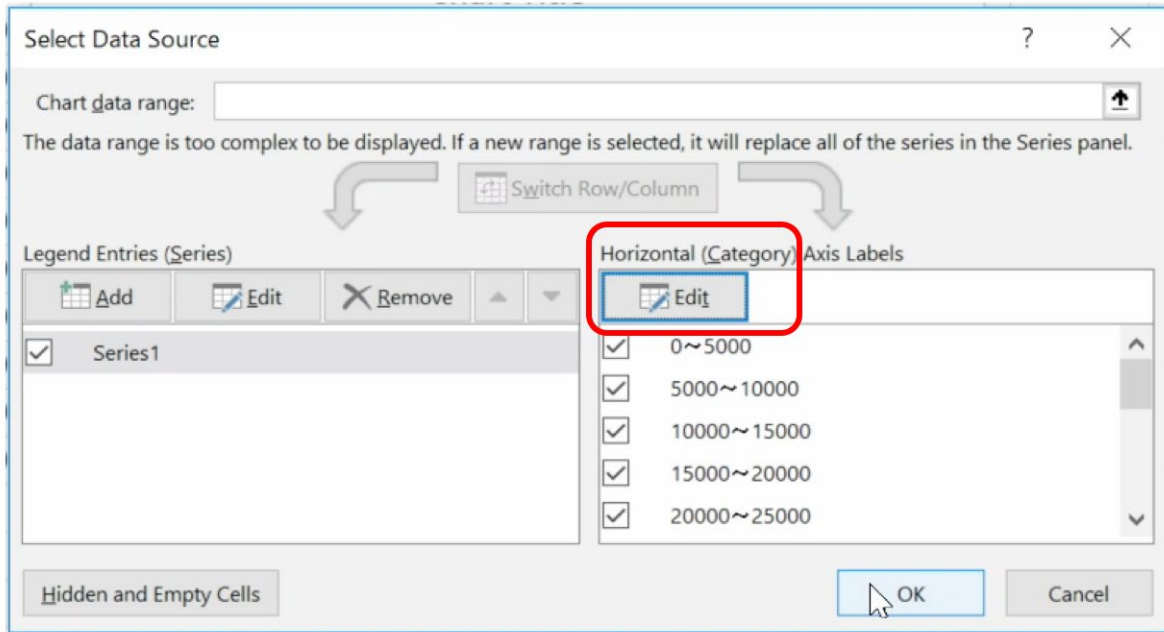 Select Data Source ?
Chart data range:
The data range is too complex to be displayed. If a new range is selected, it will replace all of the series in the Series panel.
Switch Row/Column
Legend Entries (Series)
Add Edit Remove
Series1
Horizontal (Category) Axis Labels
Edit
0~5000
5000~10000
10000~15000
15000~20000
20000~25000
Hidden and Empty Cells
OK Cancel